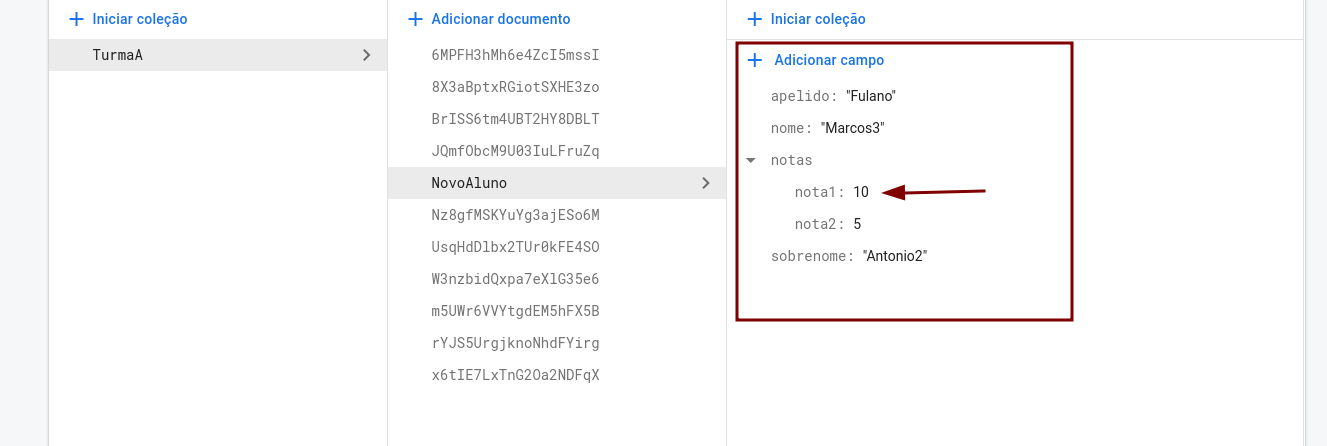 + Iniciar coleção
TurmaA
+ Adicionar documento
6MPFH3hMh6e4ZcI5mssI
8X3aBptxRGiotSXHE3zo
BrISS6tm4UBT2HY8DBLT
JQmfObcM9U03IuLFruZq
NovoAluno
Nz8gfMSKYuYg3ajESo6M
UsqHdDlbx2TUr0kFE4SO
W3nzbidQxpa7eXlG35e6
m5UWr6VVYtgdEM5hFX5B
rYJS5UrgjknoNhdFYirg
x6tIE7LxTnG2Oa2NDFqX
+ Iniciar coleção
+ Adicionar campo
apelido: "Fulano"
nome: "Marcos3"
notas
nota1: 10
nota2: 5
sobrenome: "Antonio2"